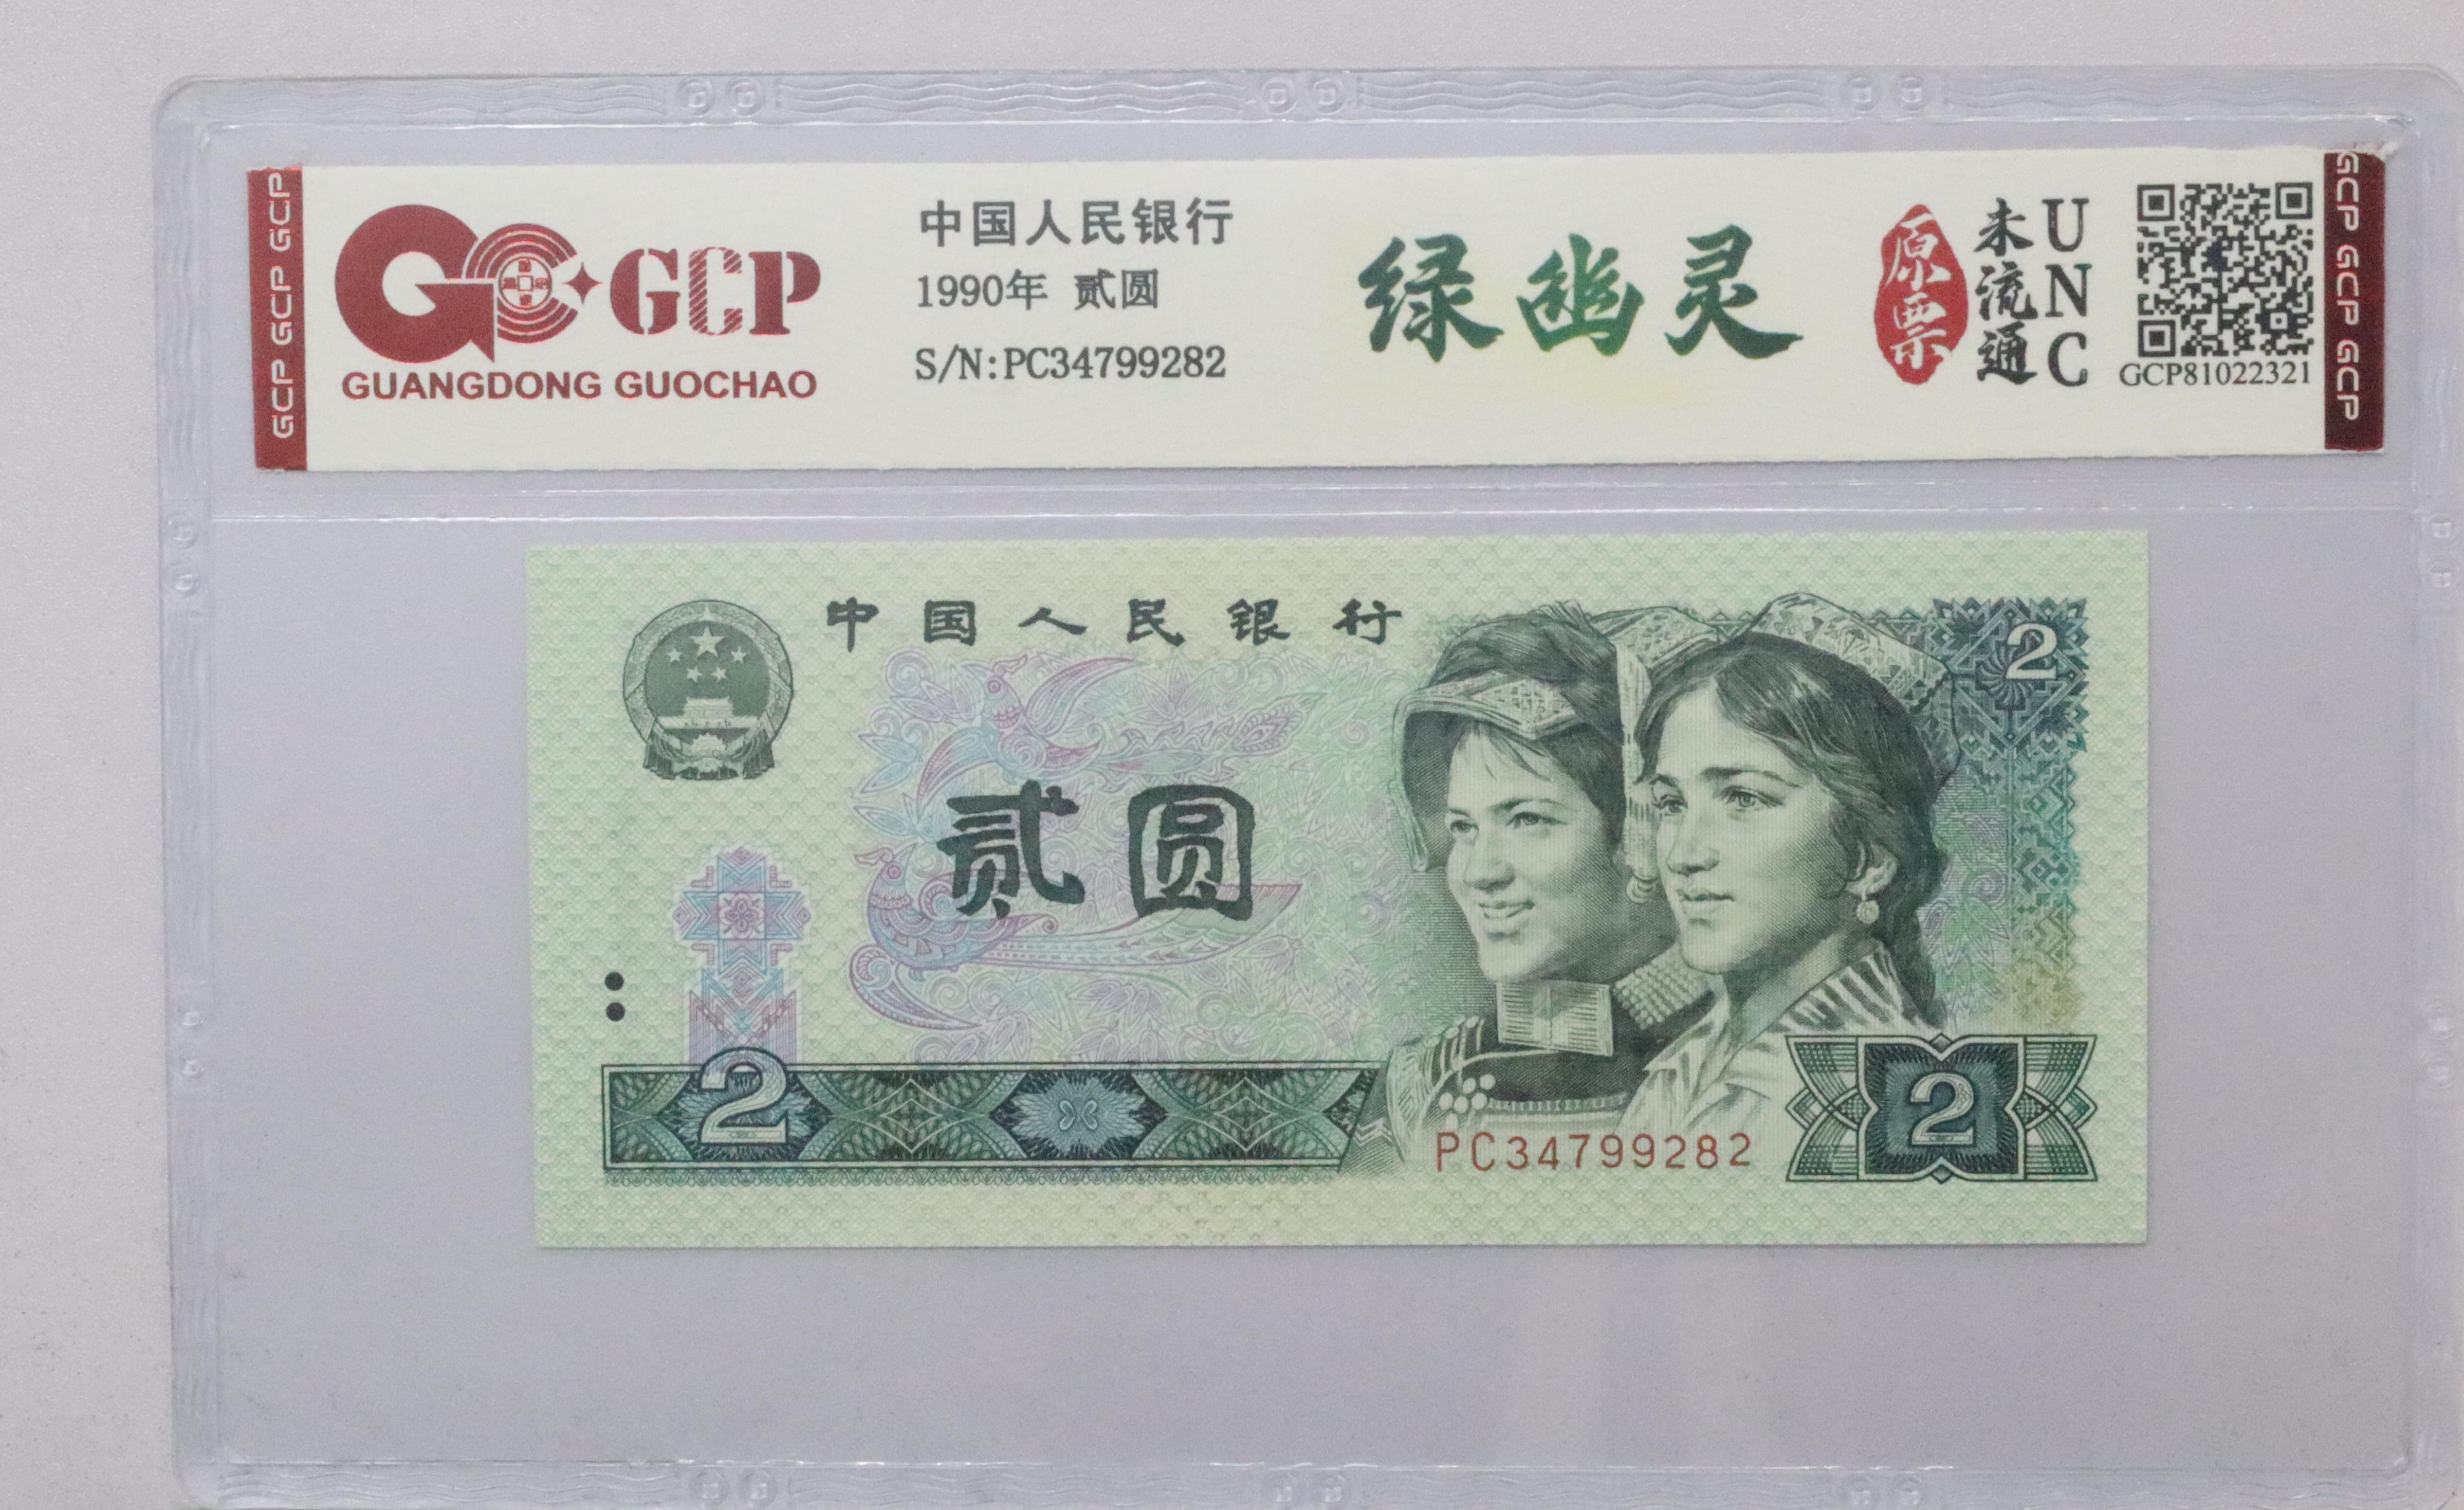 GCP GCP GCP
GCP
GUANGDONG GUOCHAO
中国人民银行
1990年 贰圆
S/N:PC34799282
绿幽灵
原票
未流通
UNC
GCP81022321
GCP GCP GCP
中国人民银行
2
贰圆
2
PC34799282
2